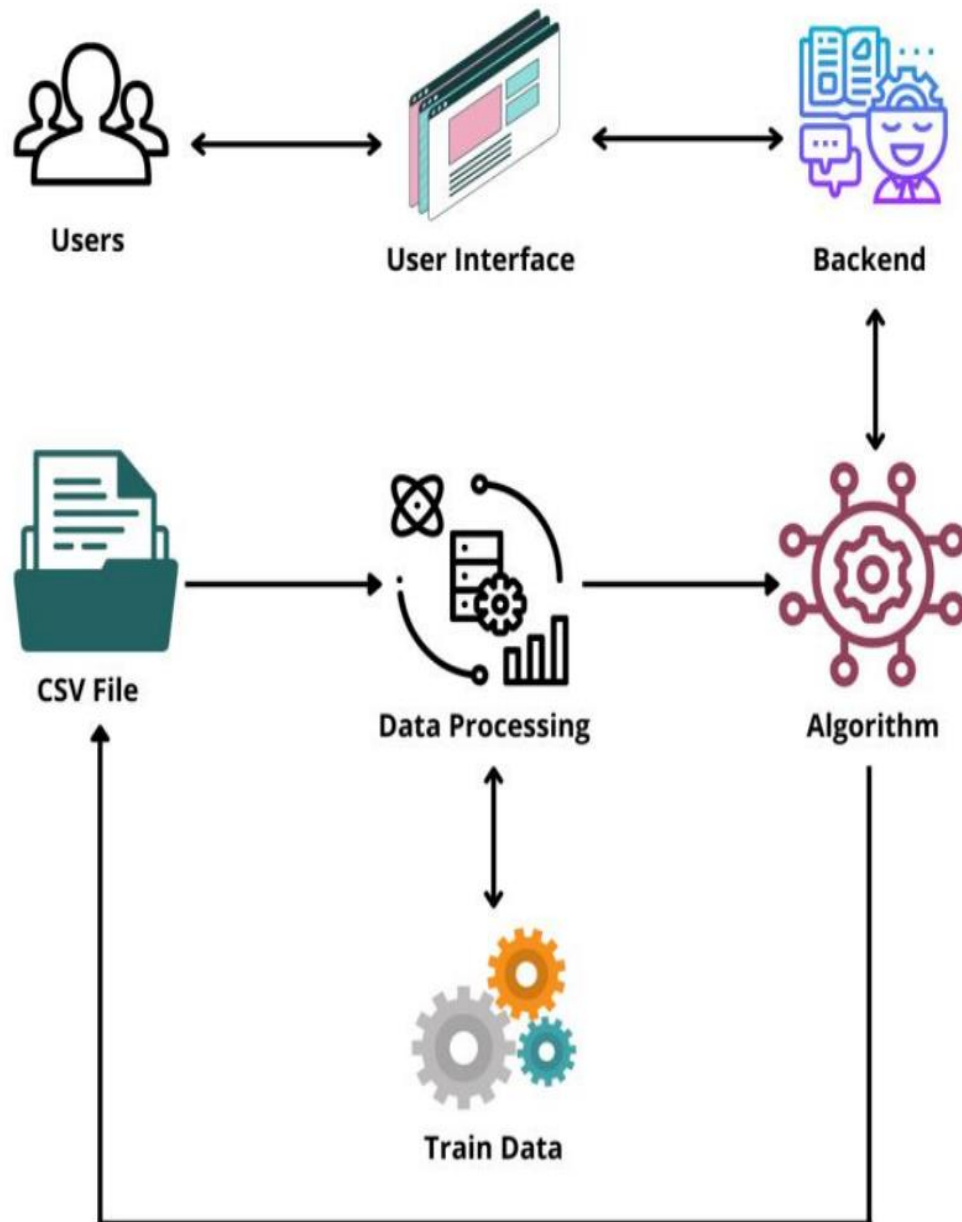 Users
User Interface
Backend
CSV File
Data Processing
Algorithm
Train Data